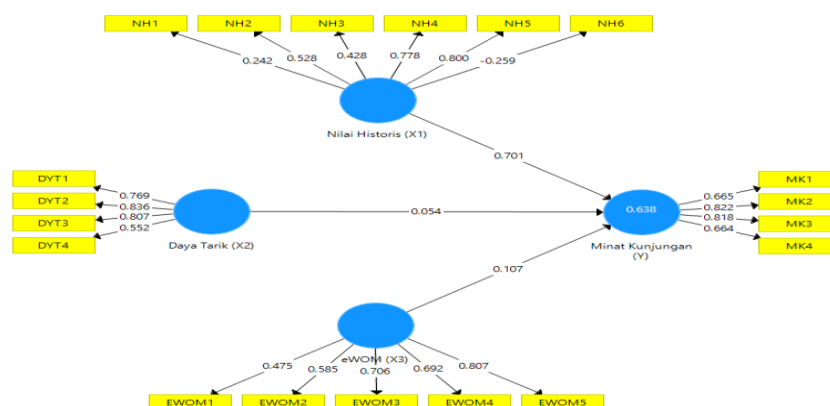 NH1 NH2 NH3 NH4 NH5 NH6
0.242 0.528 0.428 0.778 0.800 -0.259
Nilai Historis (X1)
0.701
DYT1
DYT2
DYT3
DYT4
0.769
0.836
0.807
0.552
Daya Tarik (X2)
0.054
0.638
Minat Kunjungan
(Y)
0.665
0.822
0.818
0.664
MK1
MK2
MK3
MK4
0.107
eWOM (X3)
0.475 0.585 0.706 0.692 0.807
EWOM1 EWOM2 EWOM3 EWOM4 EWOM5